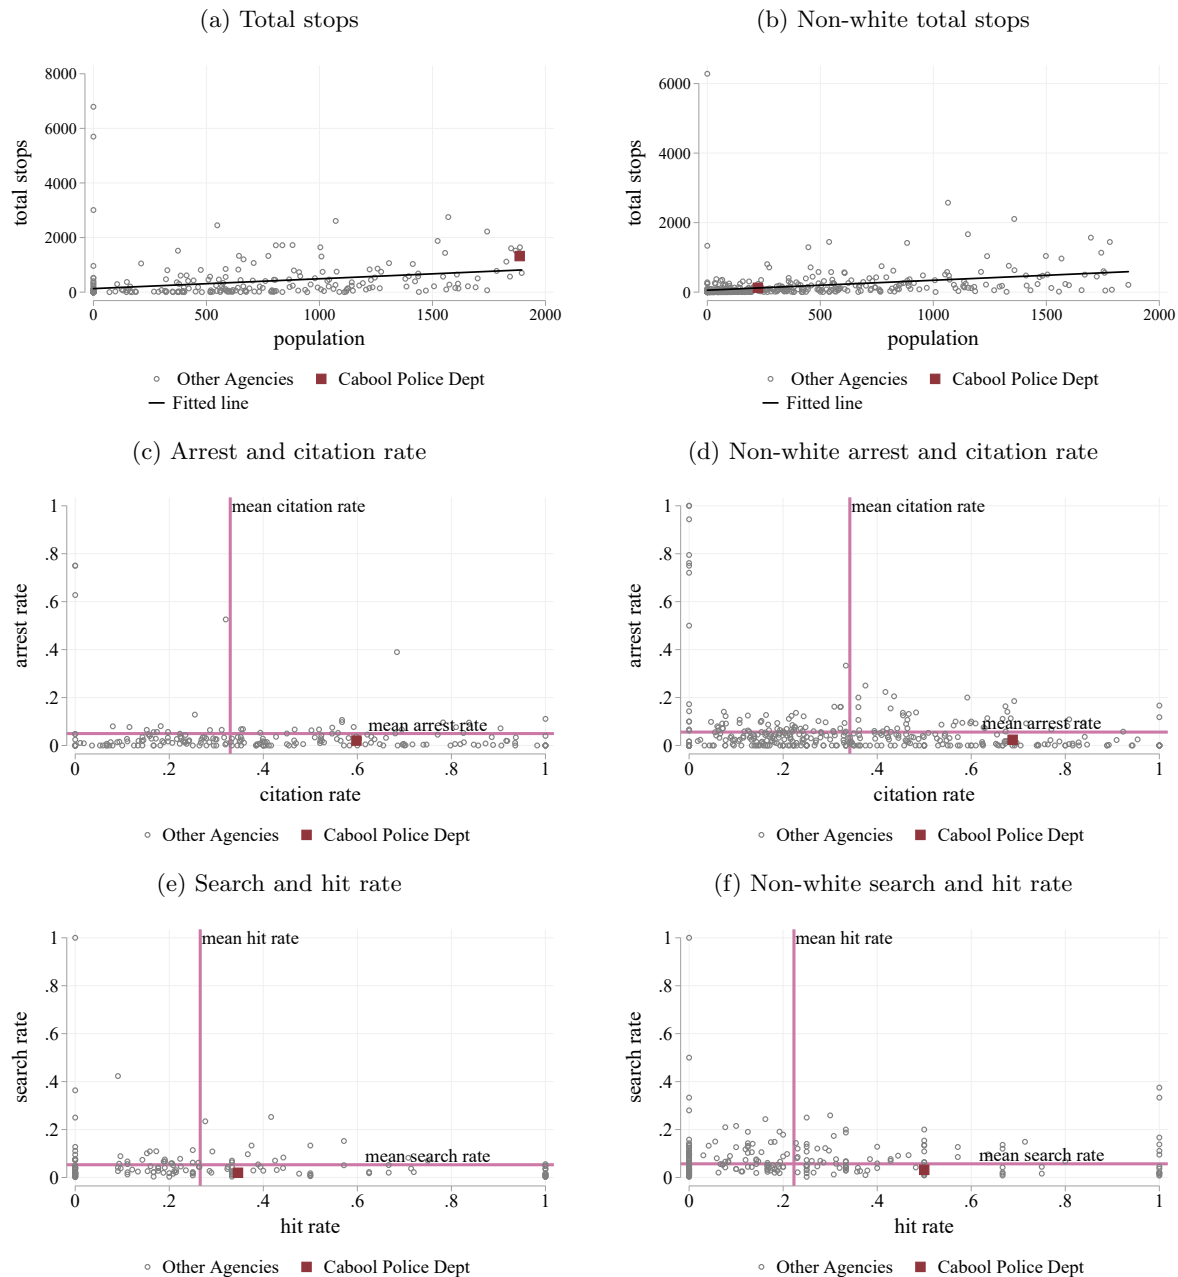 (a) Total stops
(b) Non-white total stops
8000
6000
4000
2000
0
total stops
0 500 1000 1500 2000
population
Other Agencies Cabool Police Dept
Fitted line
6000
4000
2000
0
total stops
0 500 1000 1500 2000
population
Other Agencies Cabool Police Dept
Fitted line
(c) Arrest and citation rate
(d) Non-white arrest and citation rate
1
.8
.6
.4
.2
0
arrest rate
mean citation rate
mean arrest rate
0 .2 .4 .6 .8 1
citation rate
Other Agencies Cabool Police Dept
1
.8
.6
.4
.2
0
arrest rate
mean citation rate
mean arrest rate
0 .2 .4 .6 .8 1
citation rate
Other Agencies Cabool Police Dept
(e) Search and hit rate
(f) Non-white search and hit rate
1
.8
.6
.4
.2
0
search rate
mean hit rate
mean search rate
0 .2 .4 .6 .8 1
hit rate
Other Agencies Cabool Police Dept
1
.8
.6
.4
.2
0
search rate
mean hit rate
mean search rate
0 .2 .4 .6 .8 1
hit rate
Other Agencies Cabool Police Dept